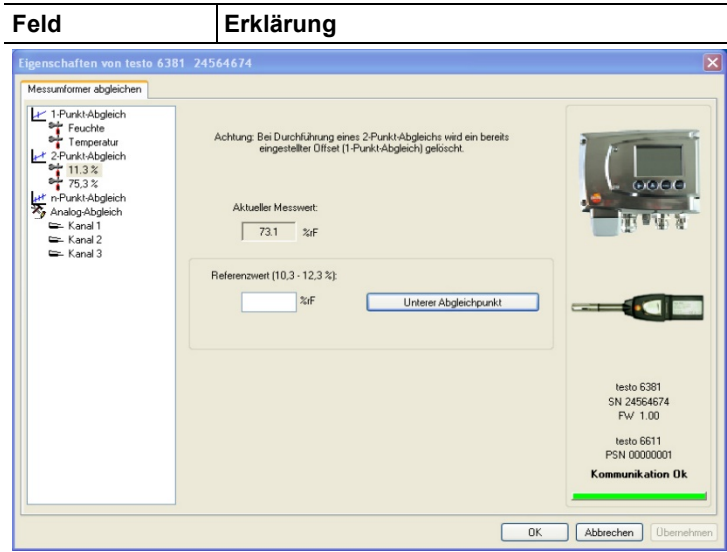 Feld Erklärung
Eigenschaften von testo 6381 24564674
Messumformer abgleichen
1-Punkt-Abgleich
Feuchte
Temperatur
2-Punkt-Abgleich
11.3 %
75,3 %
n-Punkt-Abgleich
Analog-Abgleich
Kanal 1
Kanal 2
Kanal 3
Achtung: Bei Durchführung eines 2-Punkt-Abgleichs wird ein bereits
eingestellter Offset (1-Punkt-Abgleich) gelöscht.
Aktueller Messwert:
73.1 %rF
Referenzwert (10,3 - 12,3 %):
%rF Unterer Abgleichpunkt
testo 6381
SN 24564674
FW 1.00
testo 6611
PSN 00000001
Kommunikation Ok
OK Abbrechen Übernehmen